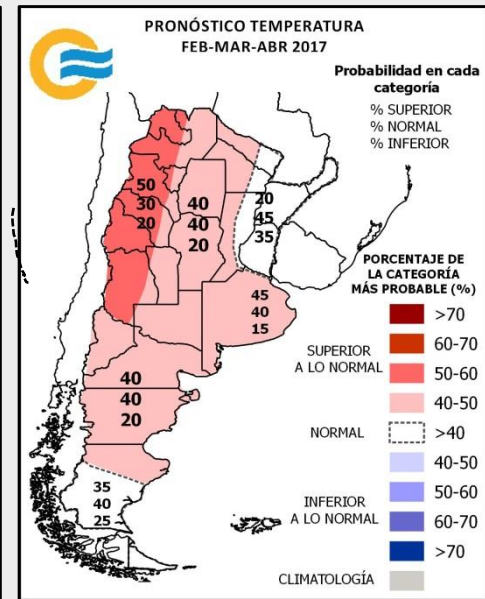 PRONÓSTICO TEMPERATURA
FEB-MAR-ABR 2017
Probabilidad en cada
categoría
% SUPERIOR
% NORMAL
% INFERIOR
50
30
20
40
40
20
20
45
35
45
40
15
40
40
20
35
40
25
PORCENTAJE DE
LA CATEGORÍA
MÁS PROBABLE (%)
>70
60-70
SUPERIOR
A LO NORMAL
50-60
40-50
NORMAL
>40
40-50
50-60
INFERIOR
A LO NORMAL
60-70
>70
CLIMATOLOGÍA